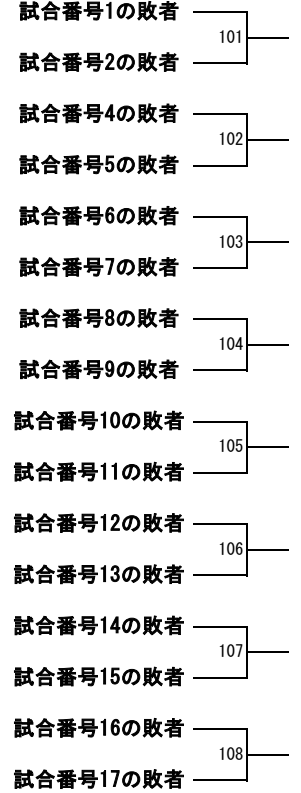 試合番号1の敗者
101
試合番号2の敗者
試合番号4の敗者
102
試合番号5の敗者
試合番号6の敗者
103
試合番号7の敗者
試合番号8の敗者
104
試合番号9の敗者
試合番号10の敗者
105
試合番号11の敗者
試合番号12の敗者
106
試合番号13の敗者
試合番号14の敗者
107
試合番号15の敗者
試合番号16の敗者
108
試合番号17の敗者